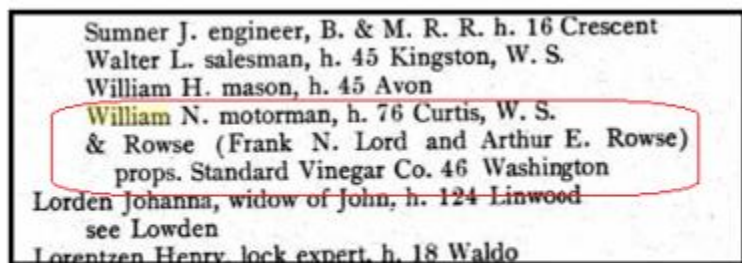 Sumner J. engineer, B. & M. R. R. h. 16 Crescent
Walter L. salesman, h. 45 Kingston, W. S.
William H. mason, h. 45 Avon
William N. motorman, h. 76 Curtis, W. S.
& Rowse (Frank N. Lord and Arthur E. Rowse)
props. Standard Vinegar Co. 46 Washington
Lorden Johanna, widow of John, h. 124 Linwood
see Lowden
Lorentzen Henry, lock expert, h. 18 Waldo